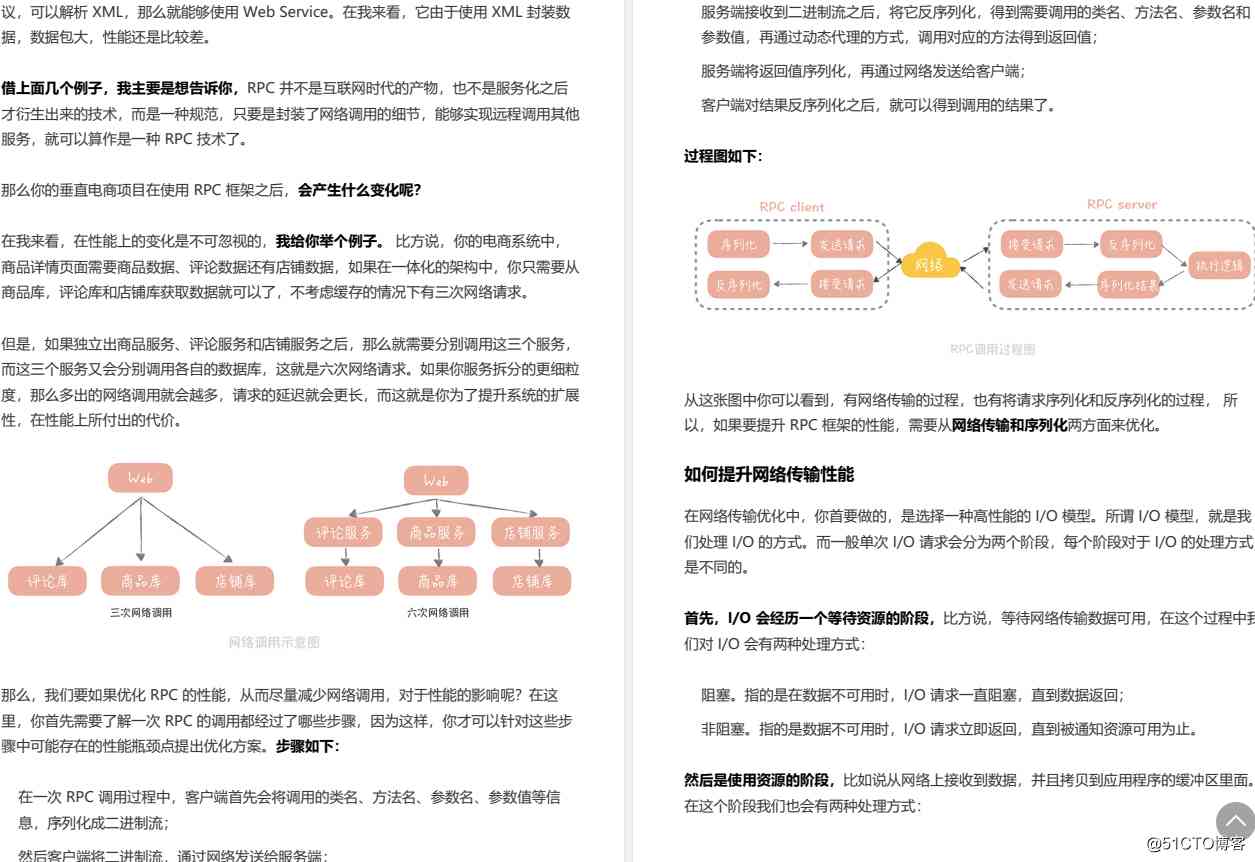 议，可以解析 XML，那么就能够使用 Web Service。在我来看，它由于使用 XML 封装数
据，数据包大，性能还是比较差。
借上面几个例子，我主要是想告诉你，RPC 并不是互联网时代的产物，也不是服务化之后
才衍生出来的技术，而是一种规范，只要是封装了网络调用的细节，能够实现远程调用其他
服务，就可以算作是一种 RPC 技术了。
那么你的垂直电商项目在使用 RPC 框架之后，会产生什么变化呢？
在我来看，在性能上的变化是不可忽视的，我给你举个例子。 比方说，你的电商系统中，
商品详情页面需要商品数据、评论数据还有店铺数据，如果在一体化的架构中，你只需要从
商品库，评论库和店铺库获取数据就可以了，不考虑缓存的情况下有三次网络请求。
但是，如果独立出商品服务、评论服务和店铺服务之后，那么就需要分别调用这三个服务，
而这三个服务又会分别调用各自的数据库，这就是六次网络请求。如果你服务拆分的更细粒
度，那么多出的网络调用就会越多，请求的延迟就会更长，而这就是你为了提升系统的扩展
性，在性能上所付出的代价。
Web
评论库 商品库 店铺库
三次网络调用
Web
评论服务 商品服务 店铺服务
评论库 商品库 店铺库
六次网络调用
网络调用示意图
那么，我们要如果优化 RPC 的性能，从而尽量减少网络调用，对于性能的影响呢？在这
里，你首先需要了解一次 RPC 的调用都经过了哪些步骤，因为这样，你才可以针对这些步
骤中可能存在的性能瓶颈点提出优化方案。步骤如下：
在一次 RPC 调用过程中，客户端首先会将调用的类名、方法名、参数名、参数值等信
息，序列化成二进制流；
然后客户端将二进制流，通过网络发送给服务端；
服务端接收到二进制流之后，将它反序列化，得到需要调用的类名、方法名、参数名和
参数值，再通过动态代理的方式，调用对应的方法得到返回值；
服务端将返回值序列化，再通过网络发送给客户端；
客户端对结果反序列化之后，就可以得到调用的结果了。
过程图如下：
RPC client
RPC server
序列化 发送请求 网络 接受请求 反序列化 执行逻辑
反序列化 接受请求 发送请求 序列化结果
RPC调用过程图
从这张图中你可以看到，有网络传输的过程，也有将请求序列化和反序列化的过程， 所
以，如果要提升 RPC 框架的性能，需要从网络传输和序列化两方面来优化。
如何提升网络传输性能
在网络传输优化中，你首要做的，是选择一种高性能的 I/O 模型。所谓 I/O 模型，就是我
们处理 I/O 的方式。而一般单次 I/O 请求会分为两个阶段，每个阶段对于 I/O 的处理方式
是不同的。
首先，I/O 会经历一个等待资源的阶段，比方说，等待网络传输数据可用，在这个过程中我
们对 I/O 会有两种处理方式：
阻塞。指的是在数据不可用时，I/O 请求一直阻塞，直到数据返回；
非阻塞。指的是数据不可用时，I/O 请求立即返回，直到被通知资源可用为止。
然后是使用资源的阶段，比如说从网络上接收到数据，并且拷贝到应用程序的缓冲区里面。
在这个阶段我们也会有两种处理方式：
@51CTO博客